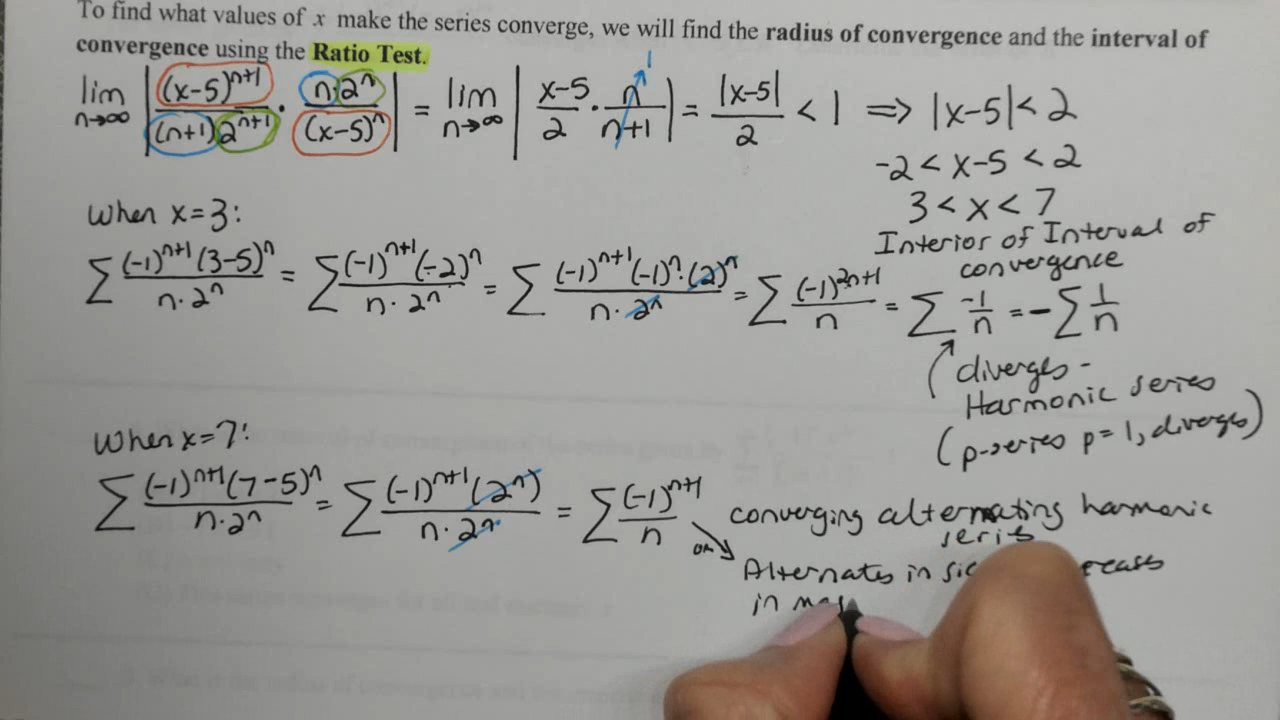 To find what values of x make the series converge, we will find the radius of convergence and the interval of
convergence using the Ratio Test.
lim n→∞ |(x-5)^(n+1) / ((n+1) 2^(n+1)) · n·2^n / (x-5)^n| = lim n→∞ |(x-5)/2 · n/(n+1)| = |x-5|/2 < 1 ⇒ |x-5| < 2
1
-2 < x-5 < 2
3 < x < 7
Interior of Interval of
convergence
When x=3:
∑ (-1)^(n+1) (3-5)^n / (n·2^n) = ∑ (-1)^(n+1) (-2)^n / (n·2^n) = ∑ (-1)^(n+1) (-1)^n · (2)^n / (n·2^n) = ∑ (-1)^(2n+1) / n = ∑ -1/n = -∑ 1/n
diverges -
Harmonic series
(p-series p=1, diverges)
When x=7:
∑ (-1)^(n+1) (7-5)^n / (n·2^n) = ∑ (-1)^(n+1) (2^n) / (n·2^n) = ∑ (-1)^(n+1) / n
converging alternating harmonic
series
or
Alternates in
in